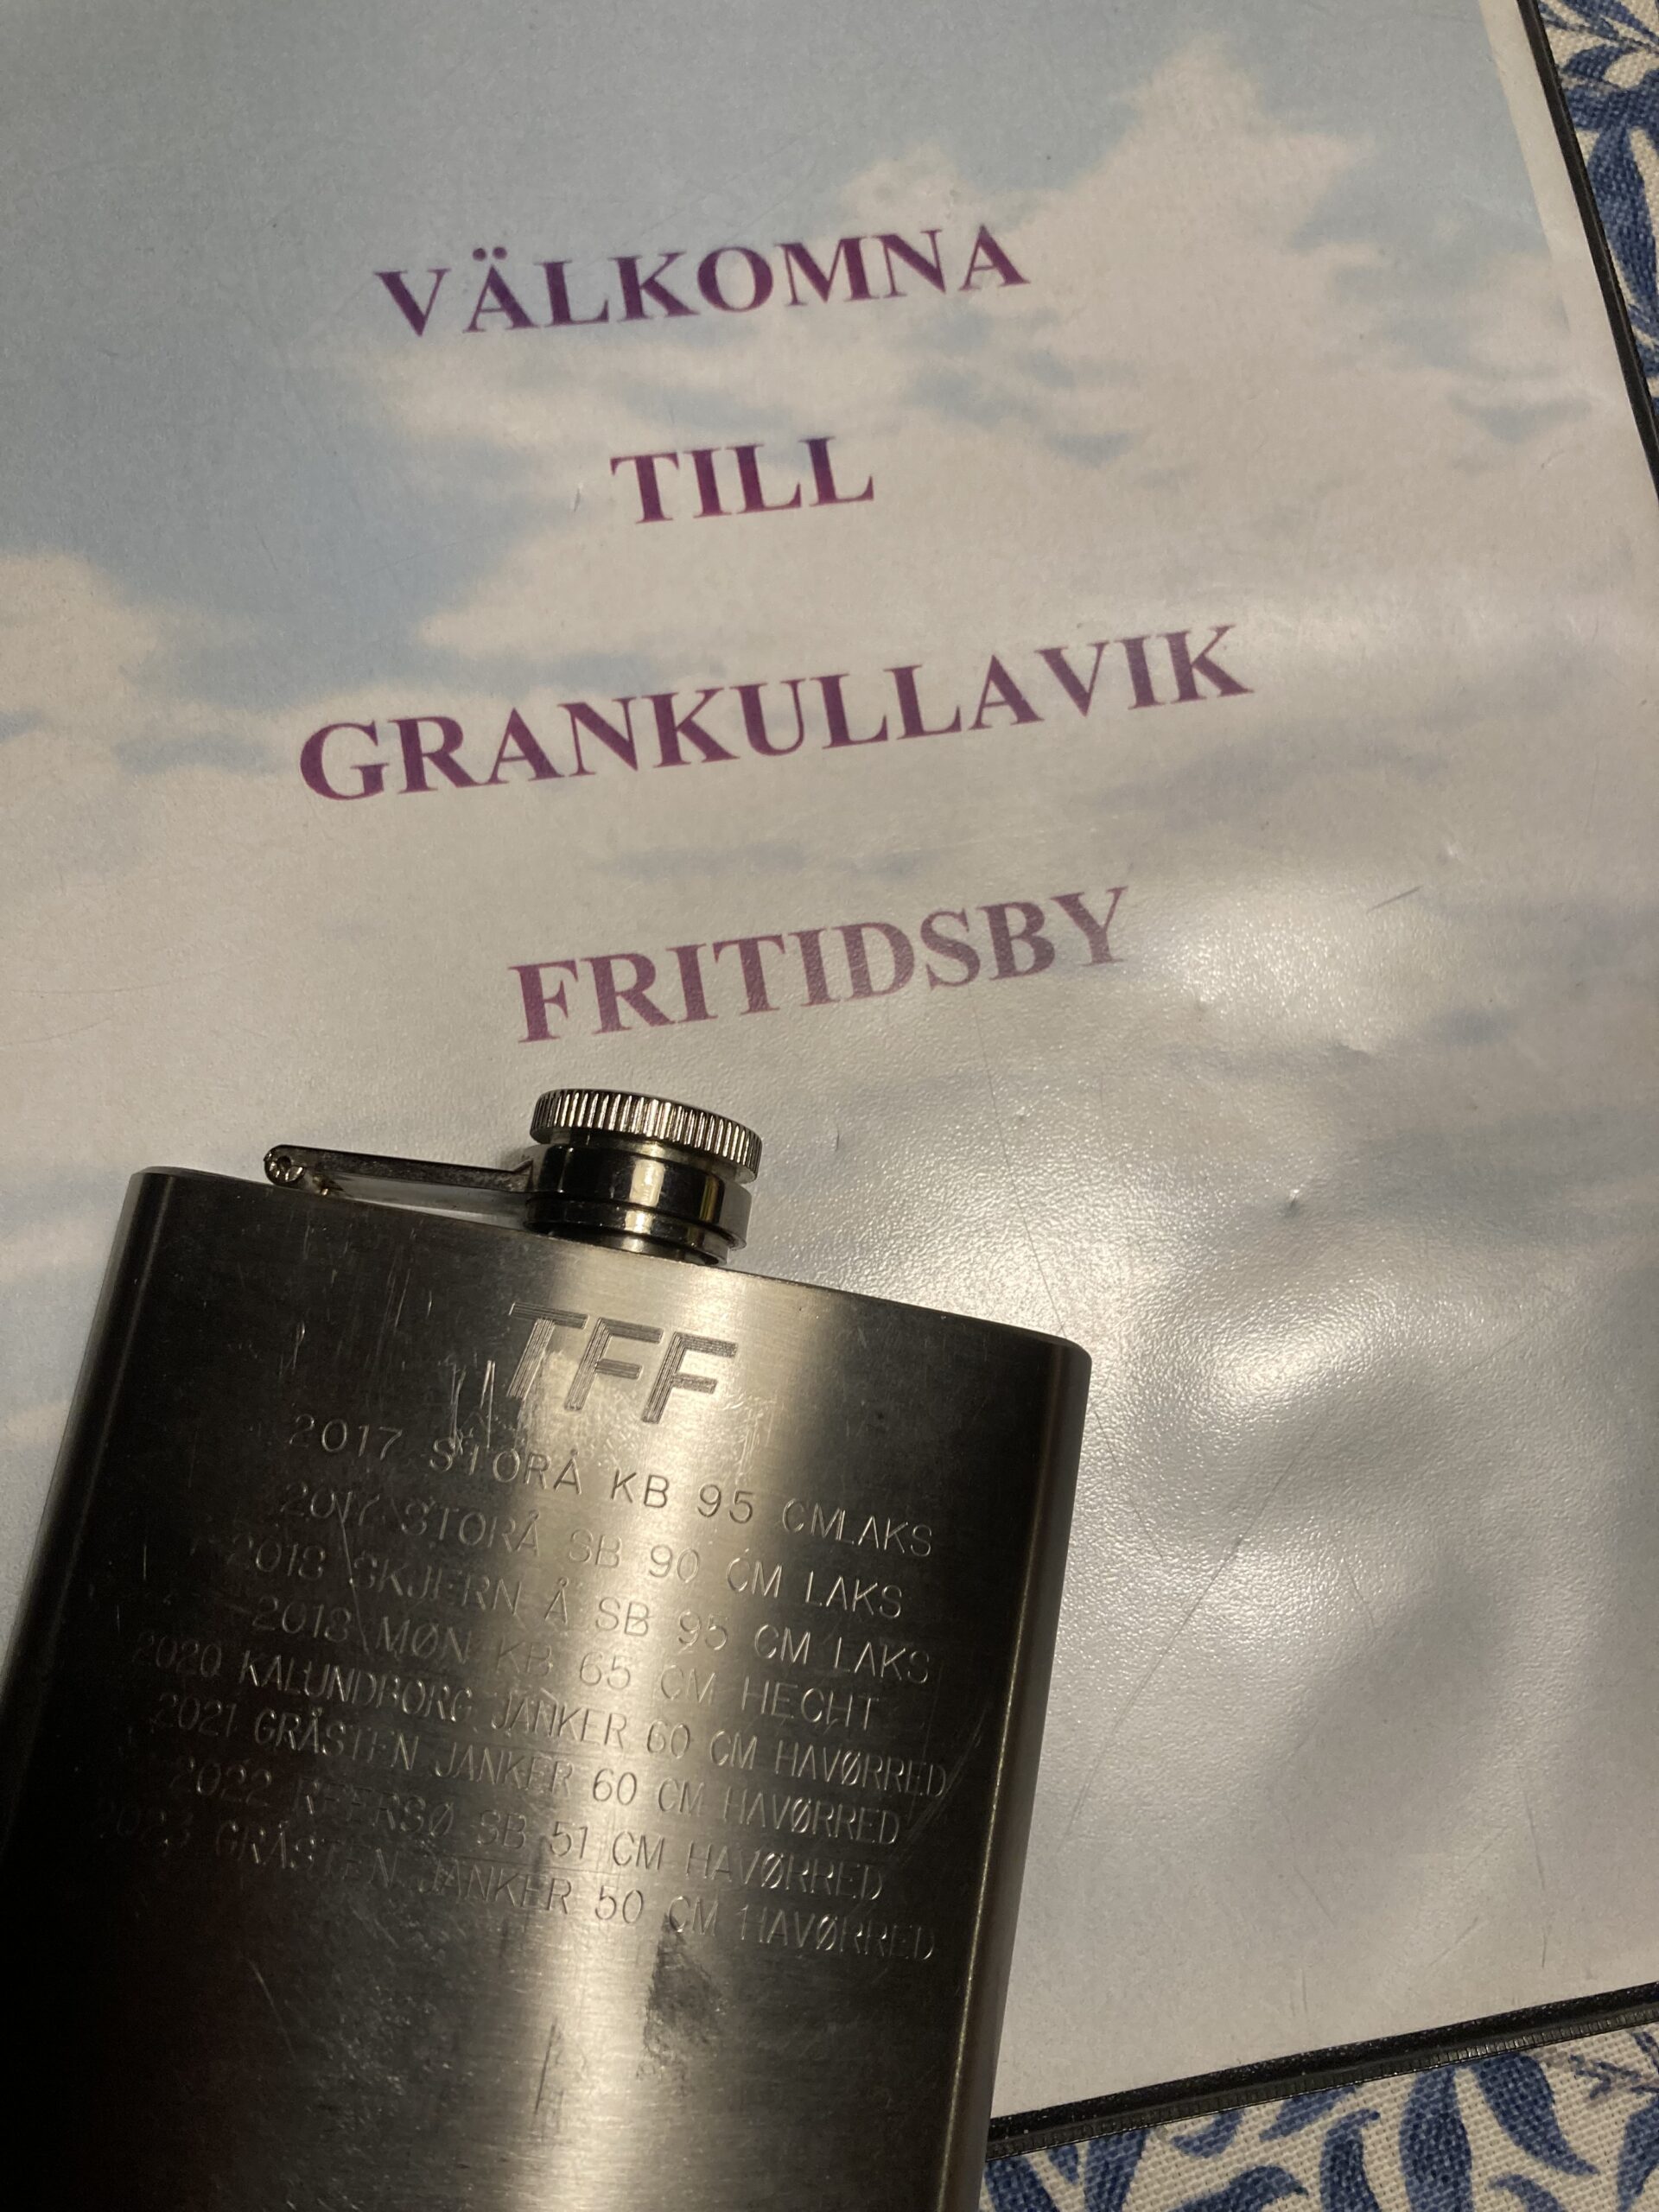 VÄLKOMNA
TILL
GRANKULLAVIK
FRITIDSBY
TFF
2017 STORÅ KB 95 CMLAKS
2017 STORÅ SB 90 CM LAKS
2018 SKJERN Å SB 95 CM LAKS
2018 MØN KB 65 CM HECHT
2020 KALUNDBORG JANKER 60 CM HAVØRRED
2021 GRÅSTEN JANKER 60 CM HAVØRRED
2022 REERSØ SB 51 CM HAVØRRED
2023 GRÅSTEN JANKER 50 CM HAVØRRED